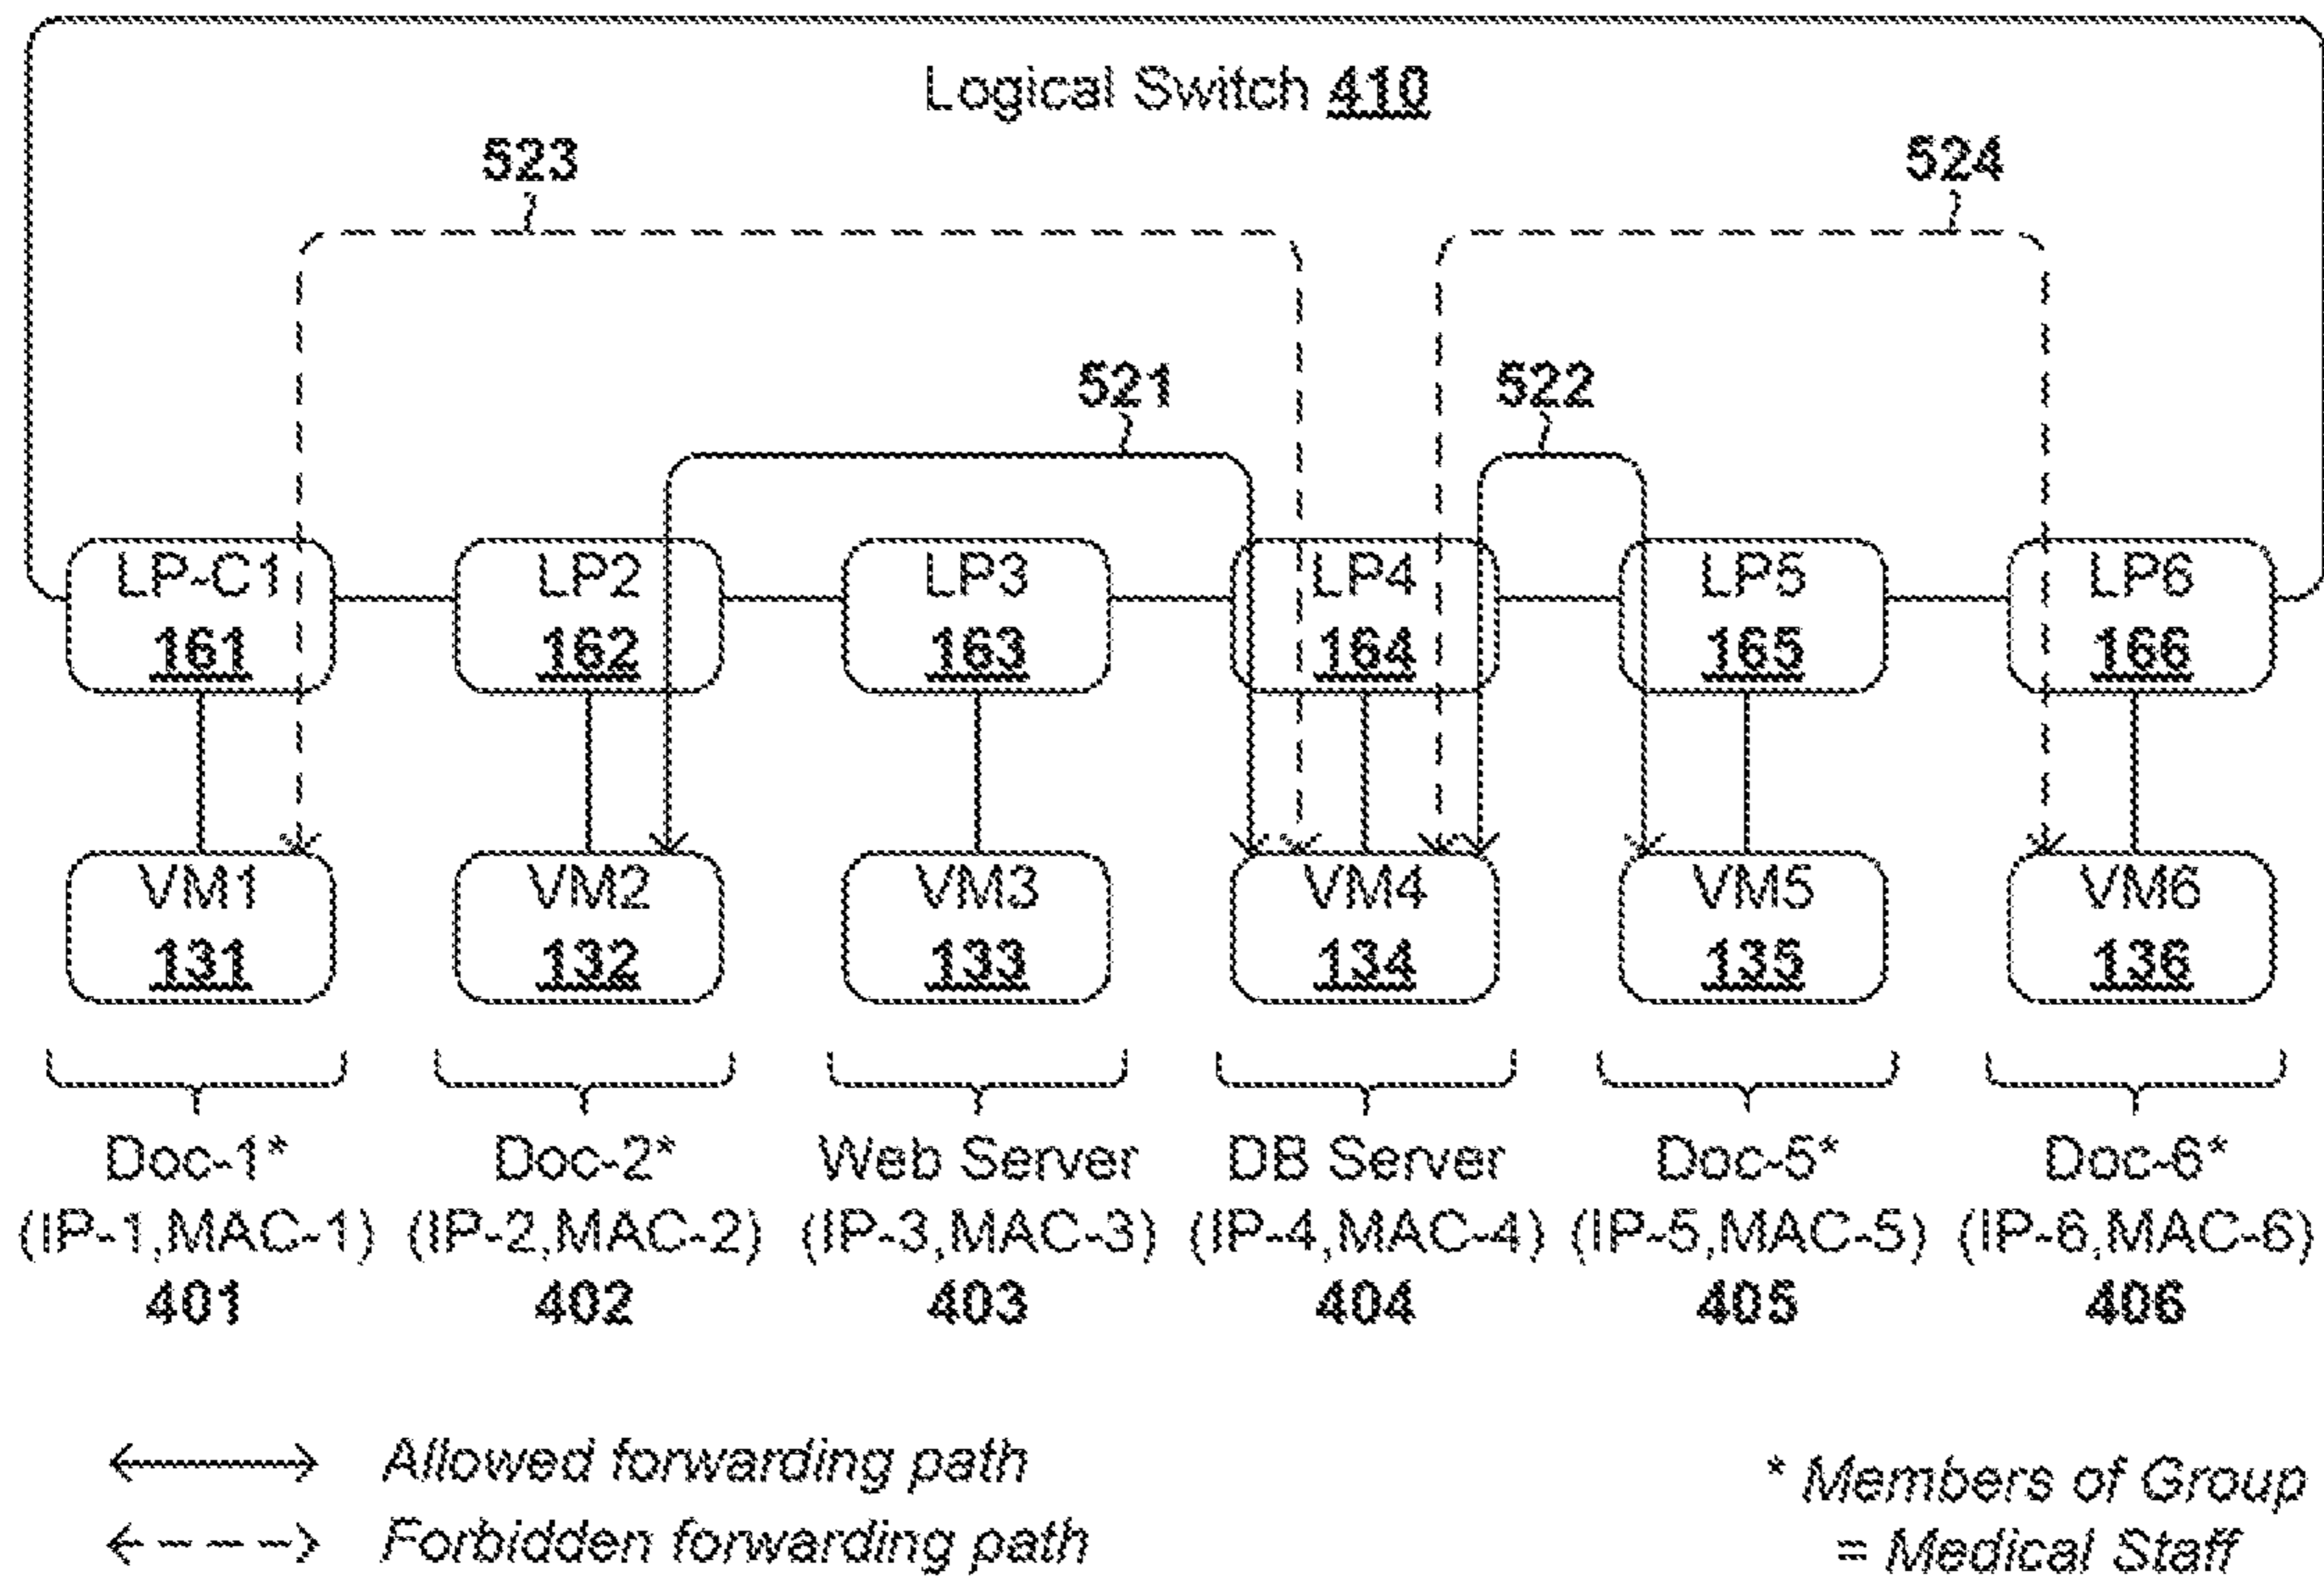 Logical Switch 410
523
524
521
522
LP-C1
161
LP2
162
LP3
163
LP4
164
LP5
165
LP6
166
VM1
131
VM2
132
VM3
133
VM4
134
VM5
135
VM6
136
Doc-1*
(IP-1,MAC-1)
401
Doc-2*
(IP-2,MAC-2)
402
Web Server
(IP-3,MAC-3)
403
DB Server
(IP-4,MAC-4)
404
Doc-5*
(IP-5,MAC-5)
405
Doc-6*
(IP-6,MAC-6)
406
Allowed forwarding path
Forbidden forwarding path
* Members of Group
= Medical Staff